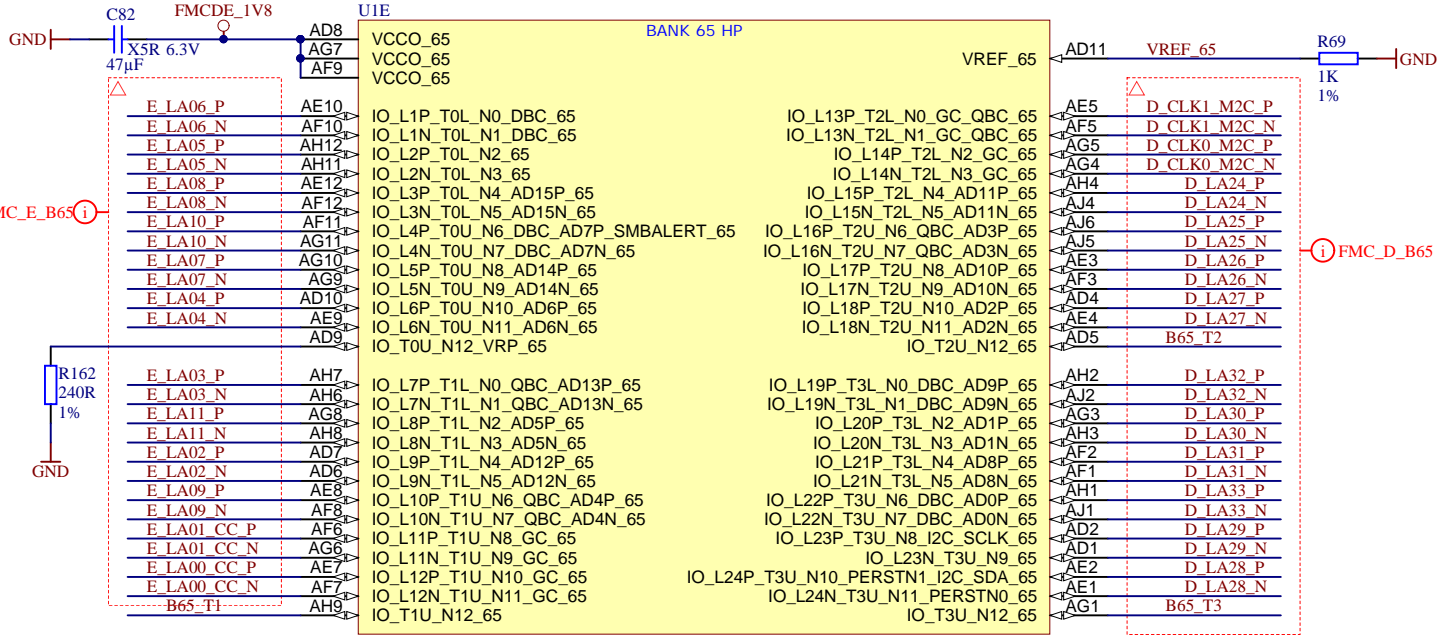 C82
FMCDE_1V8
U1E
GND
X5R 6.3V
47µF
BANK 65 HP
AD8 VCCO_65
AG7 VCCO_65
AF9 VCCO_65
VREF_65 AD11 VREF_65
R69
1K
1%
GND
E_LA06_P AE10 IO_L1P_T0L_N0_DBC_65
E_LA06_N AF10 IO_L1N_T0L_N1_DBC_65
E_LA05_P AH12 IO_L2P_T0L_N2_65
E_LA05_N AH11 IO_L2N_T0L_N3_65
E_LA08_P AE12 IO_L3P_T0L_N4_AD15P_65
E_LA08_N AF12 IO_L3N_T0L_N5_AD15N_65
E_LA10_P AF11 IO_L4P_T0U_N6_DBC_AD7P_SMBALERT_65
E_LA10_N AG11 IO_L4N_T0U_N7_DBC_AD7N_65
E_LA07_P AG10 IO_L5P_T0U_N8_AD14P_65
E_LA07_N AG9 IO_L5N_T0U_N9_AD14N_65
E_LA04_P AD10 IO_L6P_T0U_N10_AD6P_65
E_LA04_N AE9 IO_L6N_T0U_N11_AD6N_65
AD9 IO_T0U_N12_VRP_65
MC_E_B65 i
R162
240R
1%
GND
E_LA03_P AH7 IO_L7P_T1L_N0_QBC_AD13P_65
E_LA03_N AH6 IO_L7N_T1L_N1_QBC_AD13N_65
E_LA11_P AG8 IO_L8P_T1L_N2_AD5P_65
E_LA11_N AH8 IO_L8N_T1L_N3_AD5N_65
E_LA02_P AD7 IO_L9P_T1L_N4_AD12P_65
E_LA02_N AD6 IO_L9N_T1L_N5_AD12N_65
E_LA09_P AE8 IO_L10P_T1U_N6_QBC_AD4P_65
E_LA09_N AF8 IO_L10N_T1U_N7_QBC_AD4N_65
E_LA01_CC_P AF6 IO_L11P_T1U_N8_GC_65
E_LA01_CC_N AG6 IO_L11N_T1U_N9_GC_65
E_LA00_CC_P AE7 IO_L12P_T1U_N10_GC_65
E_LA00_CC_N AF7 IO_L12N_T1U_N11_GC_65
B65_T1 AH9 IO_T1U_N12_65
IO_L13P_T2L_N0_GC_QBC_65 AE5 D_CLK1_M2C_P
IO_L13N_T2L_N1_GC_QBC_65 AF5 D_CLK1_M2C_N
IO_L14P_T2L_N2_GC_65 AG5 D_CLK0_M2C_P
IO_L14N_T2L_N3_GC_65 AG4 D_CLK0_M2C_N
IO_L15P_T2L_N4_AD11P_65 AH4 D_LA24_P
IO_L15N_T2L_N5_AD11N_65 AJ4 D_LA24_N
IO_L16P_T2U_N6_QBC_AD3P_65 AJ6 D_LA25_P
IO_L16N_T2U_N7_QBC_AD3N_65 AJ5 D_LA25_N
IO_L17P_T2U_N8_AD10P_65 AE3 D_LA26_P
IO_L17N_T2U_N9_AD10N_65 AF3 D_LA26_N
IO_L18P_T2U_N10_AD2P_65 AD4 D_LA27_P
IO_L18N_T2U_N11_AD2N_65 AE4 D_LA27_N
IO_T2U_N12_65 AD5 B65_T2
i FMC_D_B65
IO_L19P_T3L_N0_DBC_AD9P_65 AH2 D_LA32_P
IO_L19N_T3L_N1_DBC_AD9N_65 AJ2 D_LA32_N
IO_L20P_T3L_N2_AD1P_65 AG3 D_LA30_P
IO_L20N_T3L_N3_AD1N_65 AH3 D_LA30_N
IO_L21P_T3L_N4_AD8P_65 AF2 D_LA31_P
IO_L21N_T3L_N5_AD8N_65 AF1 D_LA31_N
IO_L22P_T3U_N6_DBC_AD0P_65 AH1 D_LA33_P
IO_L22N_T3U_N7_DBC_AD0N_65 AJ1 D_LA33_N
IO_L23P_T3U_N8_I2C_SCLK_65 AD2 D_LA29_P
IO_L23N_T3U_N9_65 AD1 D_LA29_N
IO_L24P_T3U_N10_PERSTN1_I2C_SDA_65 AE2 D_LA28_P
IO_L24N_T3U_N11_PERSTN0_65 AE1 D_LA28_N
IO_T3U_N12_65 AG1 B65_T3